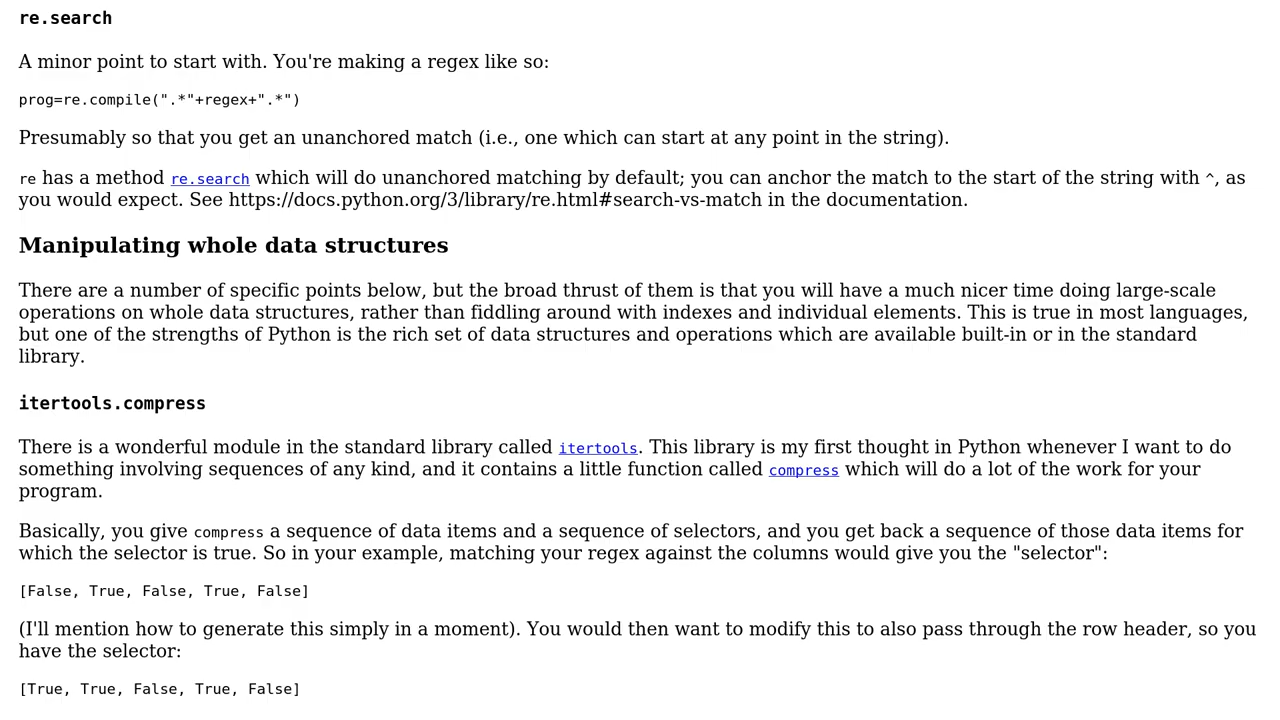 re.search
A minor point to start with. You're making a regex like so:
prog=re.compile(".*"+regex+".*")
Presumably so that you get an unanchored match (i.e., one which can start at any point in the string).
re has a method re.search which will do unanchored matching by default; you can anchor the match to the start of the string with ^, as
you would expect. See https://docs.python.org/3/library/re.html#search-vs-match in the documentation.
Manipulating whole data structures
There are a number of specific points below, but the broad thrust of them is that you will have a much nicer time doing large-scale
operations on whole data structures, rather than fiddling around with indexes and individual elements. This is true in most languages,
but one of the strengths of Python is the rich set of data structures and operations which are available built-in or in the standard
library.
itertools.compress
There is a wonderful module in the standard library called itertools. This library is my first thought in Python whenever I want to do
something involving sequences of any kind, and it contains a little function called compress which will do a lot of the work for your
program.
Basically, you give compress a sequence of data items and a sequence of selectors, and you get back a sequence of those data items for
which the selector is true. So in your example, matching your regex against the columns would give you the "selector":
[False, True, False, True, False]
(I'll mention how to generate this simply in a moment). You would then want to modify this to also pass through the row header, so you
have the selector:
[True, True, False, True, False]